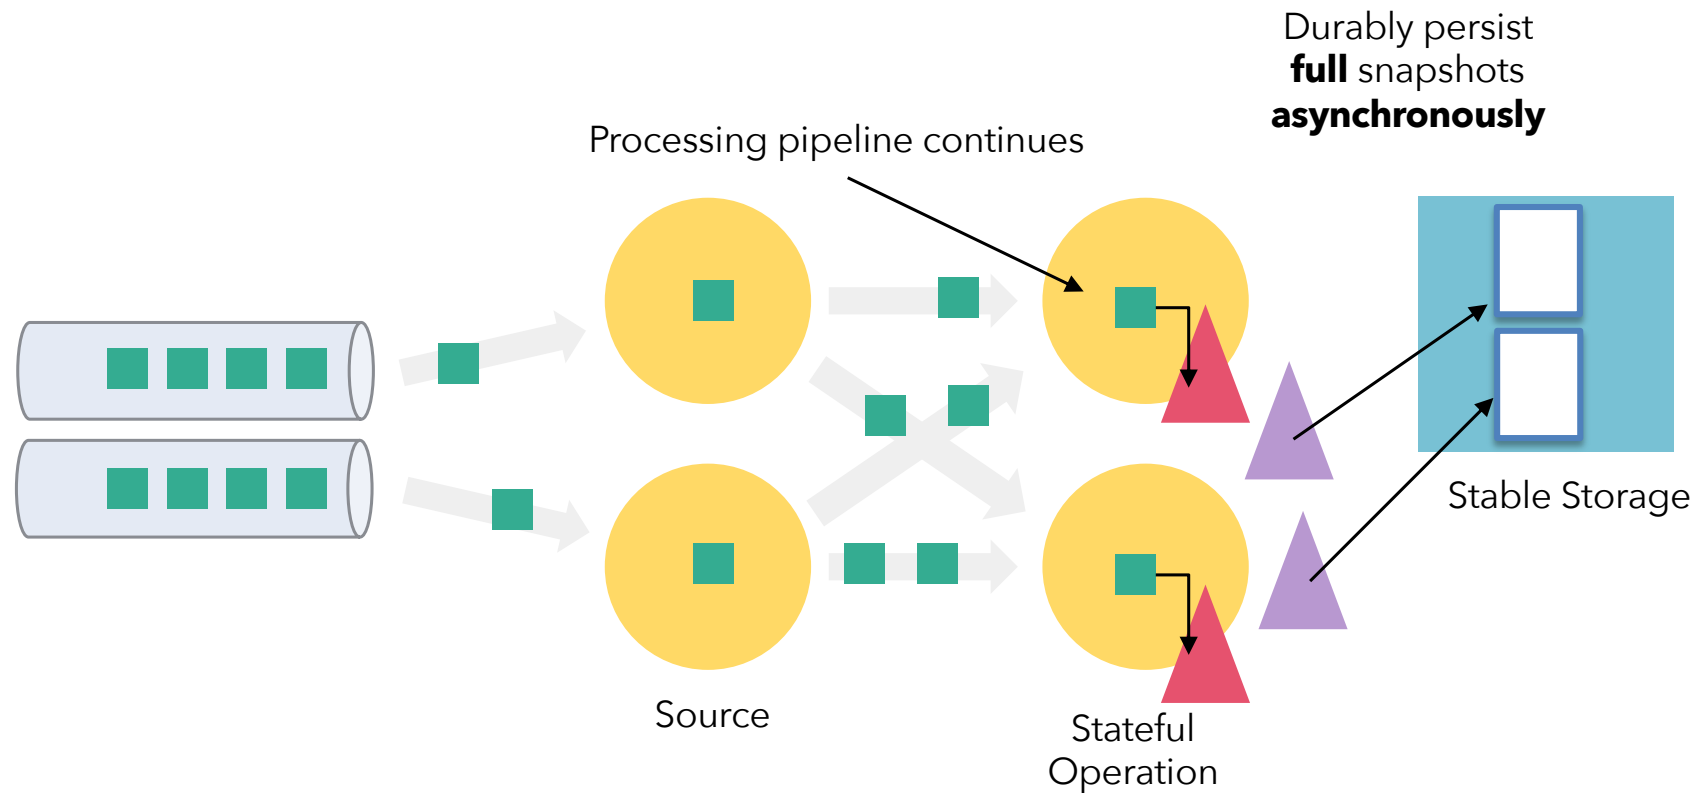 Durably persist
full snapshots
asynchronously
Processing pipeline continues
Stable Storage
Source
Stateful
Operation